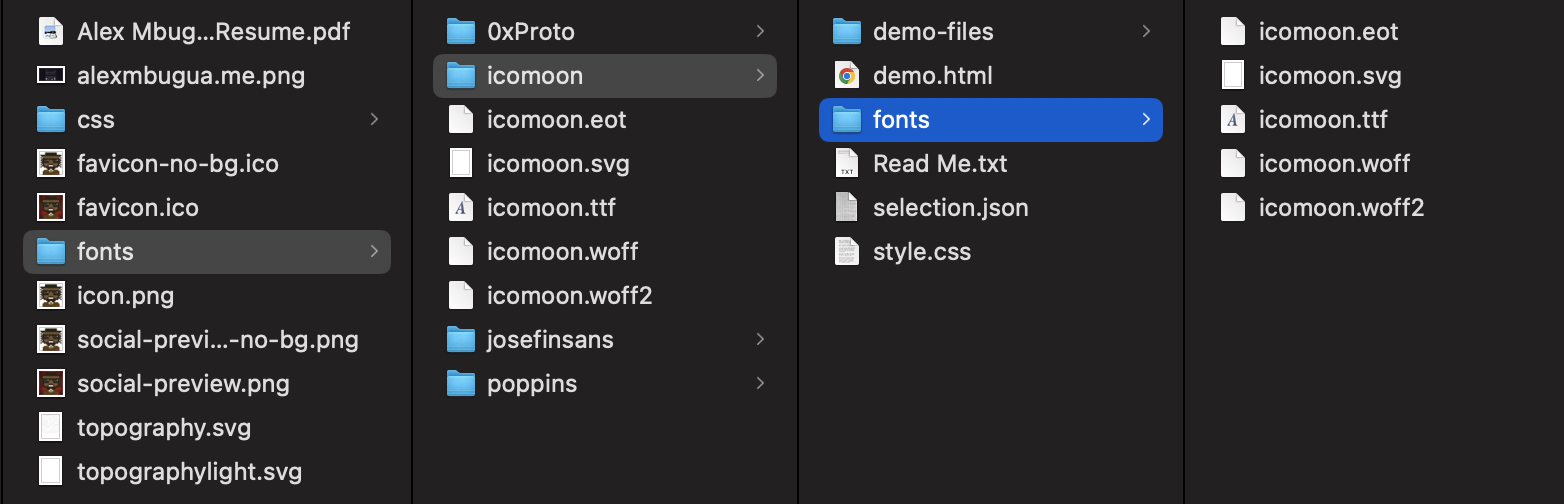 Alex Mbug...Resume.pdf
alexmbugua.me.png
css
favicon-no-bg.ico
favicon.ico
fonts
icon.png
social-previ...-no-bg.png
social-preview.png
topography.svg
topographylight.svg
0xProto
icomoon
icomoon.eot
icomoon.svg
icomoon.ttf
icomoon.woff
icomoon.woff2
josefinsans
poppins
demo-files
demo.html
fonts
Read Me.txt
selection.json
style.css
icomoon.eot
icomoon.svg
icomoon.ttf
icomoon.woff
icomoon.woff2